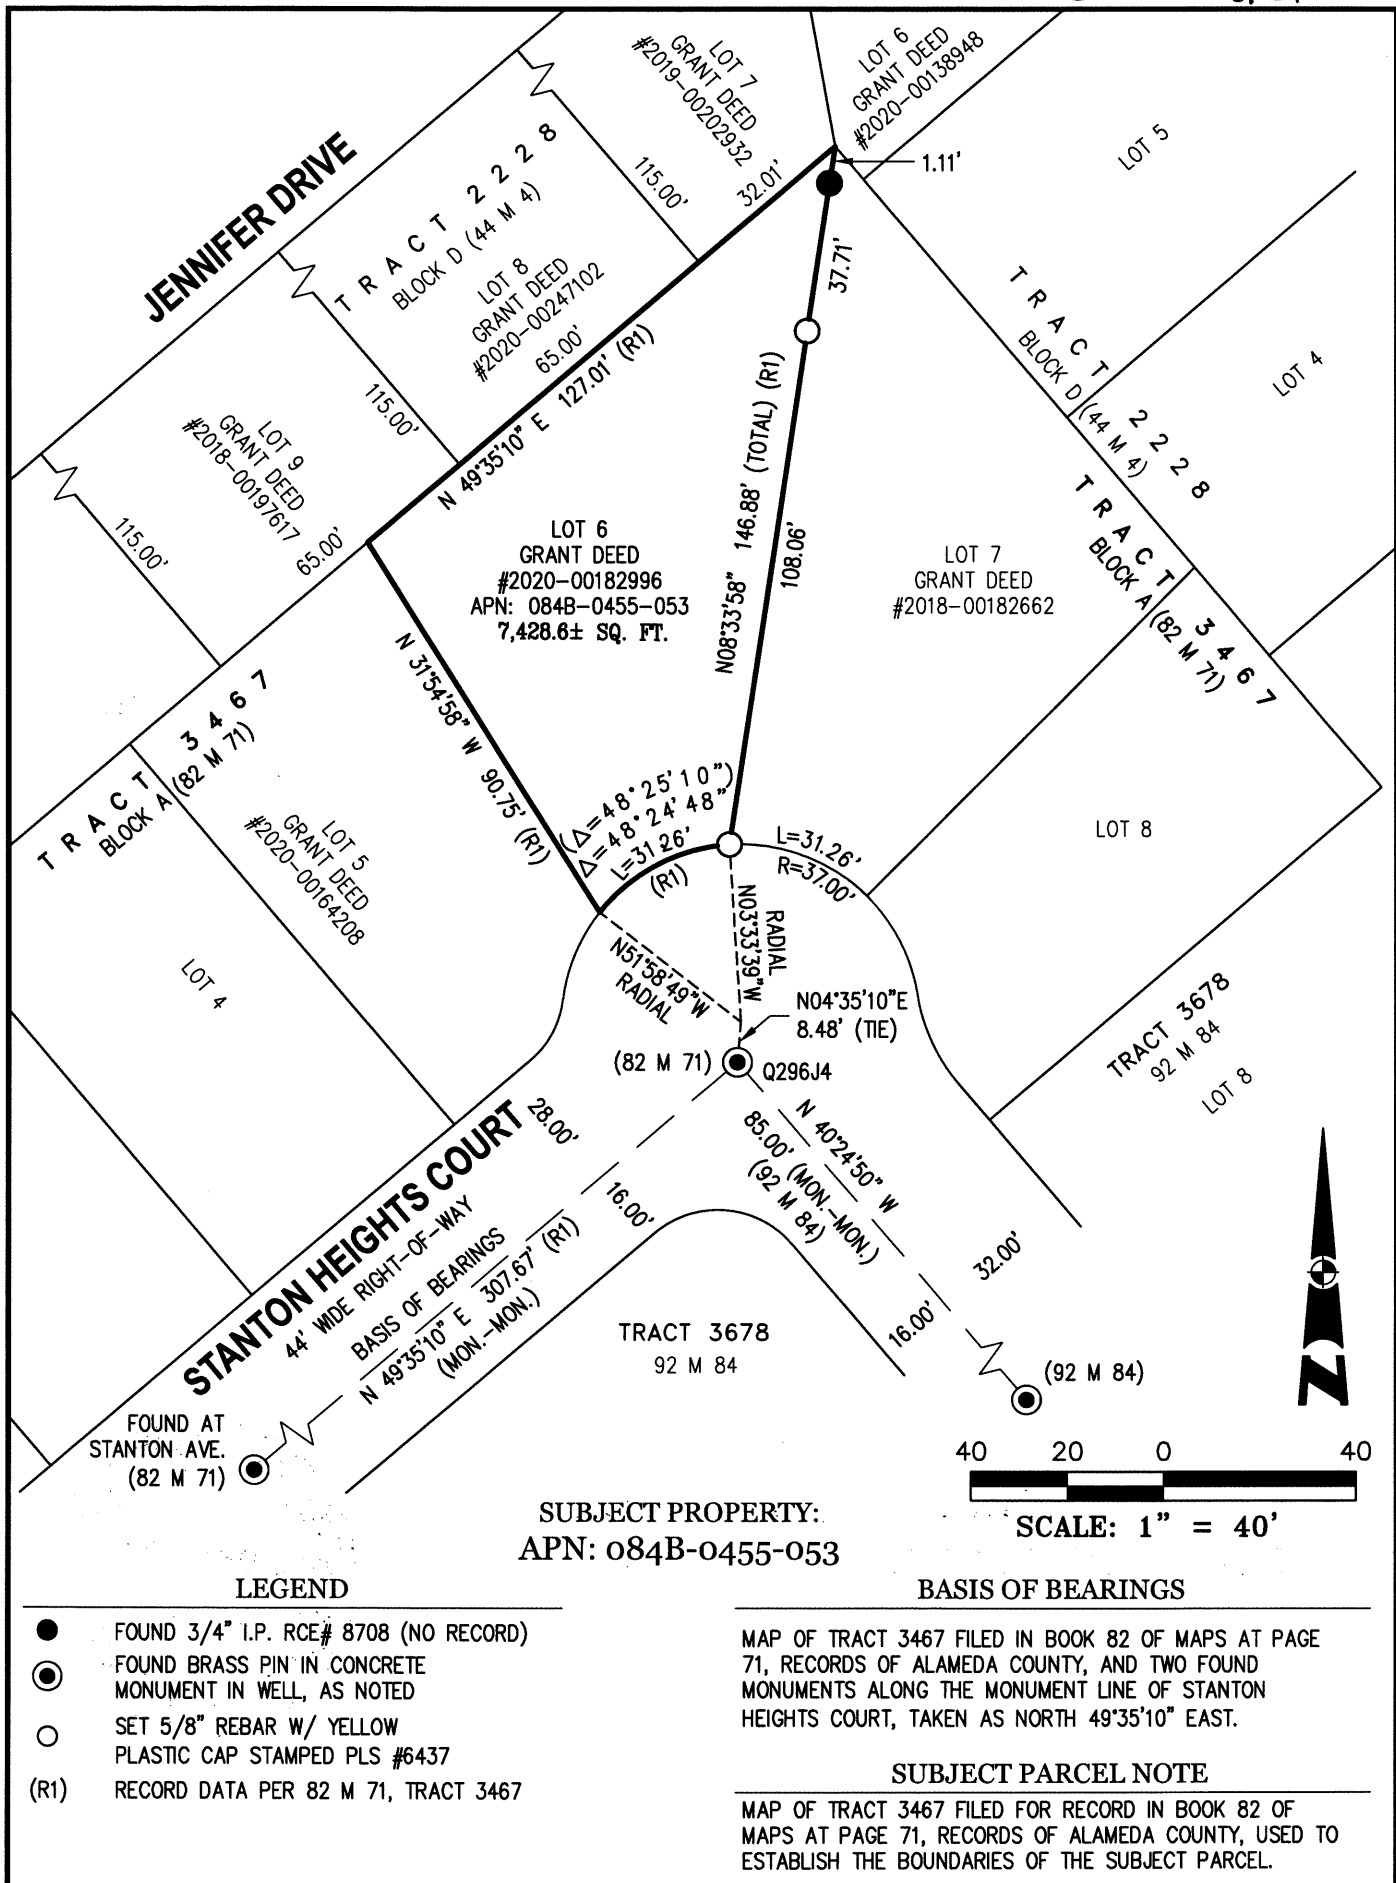 LOT 7
GRANT DEED
#2019-00202932
LOT 6
GRANT DEED
#2020-00138948
LOT 5
1.11'
JENNIFER DRIVE
TRACT 2228
BLOCK D (44 M 4)
115.00'
32.01'
37.71'
LOT 8
GRANT DEED
#2020-00247102
65.00'
N 49°35'10" E 127.01' (R1)
115.00'
TRACT 2228
BLOCK D (44 M 4)
LOT 4
LOT 9
GRANT DEED
#2018-00197617
115.00'
65.00'
LOT 6
GRANT DEED
#2020-00182996
APN: 084B-0455-053
7,428.6± SQ. FT.
N08°33'58" 146.88' (TOTAL) (R1)
108.06'
LOT 7
GRANT DEED
#2018-00182662
TRACT 3467
BLOCK A (82 M 71)
TRACT 3467
BLOCK A (82 M 71)
N 31°54'58" W 90.75' (R1)
LOT 5
GRANT DEED
#2020-00164208
LOT 4
(Δ=48°25'10")
Δ=48°24'48"
L=31.26'
(R1)
L=31.26'
R=37.00'
LOT 8
N51°58'49"W
RADIAL
RADIAL
N03°33'39"W
N04°35'10"E
8.48' (TIE)
(82 M 71)
Q296J4
TRACT 3678
92 M 84
LOT 8
28.00'
STANTON HEIGHTS COURT
44' WIDE RIGHT-OF-WAY
BASIS OF BEARINGS
N 49°35'10" E 307.67' (R1)
(MON.-MON.)
16.00'
N 40°24'50" W
85.00' (MON.-MON.)
(92 M 84)
32.00'
16.00'
TRACT 3678
92 M 84
(92 M 84)
FOUND AT
STANTON AVE.
(82 M 71)
N
40 20 0 40
SCALE: 1" = 40'
SUBJECT PROPERTY:
APN: 084B-0455-053
LEGEND
FOUND 3/4" I.P. RCE# 8708 (NO RECORD)
FOUND BRASS PIN IN CONCRETE
MONUMENT IN WELL, AS NOTED
SET 5/8" REBAR W/ YELLOW
PLASTIC CAP STAMPED PLS #6437
(R1) RECORD DATA PER 82 M 71, TRACT 3467
BASIS OF BEARINGS
MAP OF TRACT 3467 FILED IN BOOK 82 OF MAPS AT PAGE
71, RECORDS OF ALAMEDA COUNTY, AND TWO FOUND
MONUMENTS ALONG THE MONUMENT LINE OF STANTON
HEIGHTS COURT, TAKEN AS NORTH 49°35'10" EAST.
SUBJECT PARCEL NOTE
MAP OF TRACT 3467 FILED FOR RECORD IN BOOK 82 OF
MAPS AT PAGE 71, RECORDS OF ALAMEDA COUNTY, USED TO
ESTABLISH THE BOUNDARIES OF THE SUBJECT PARCEL.